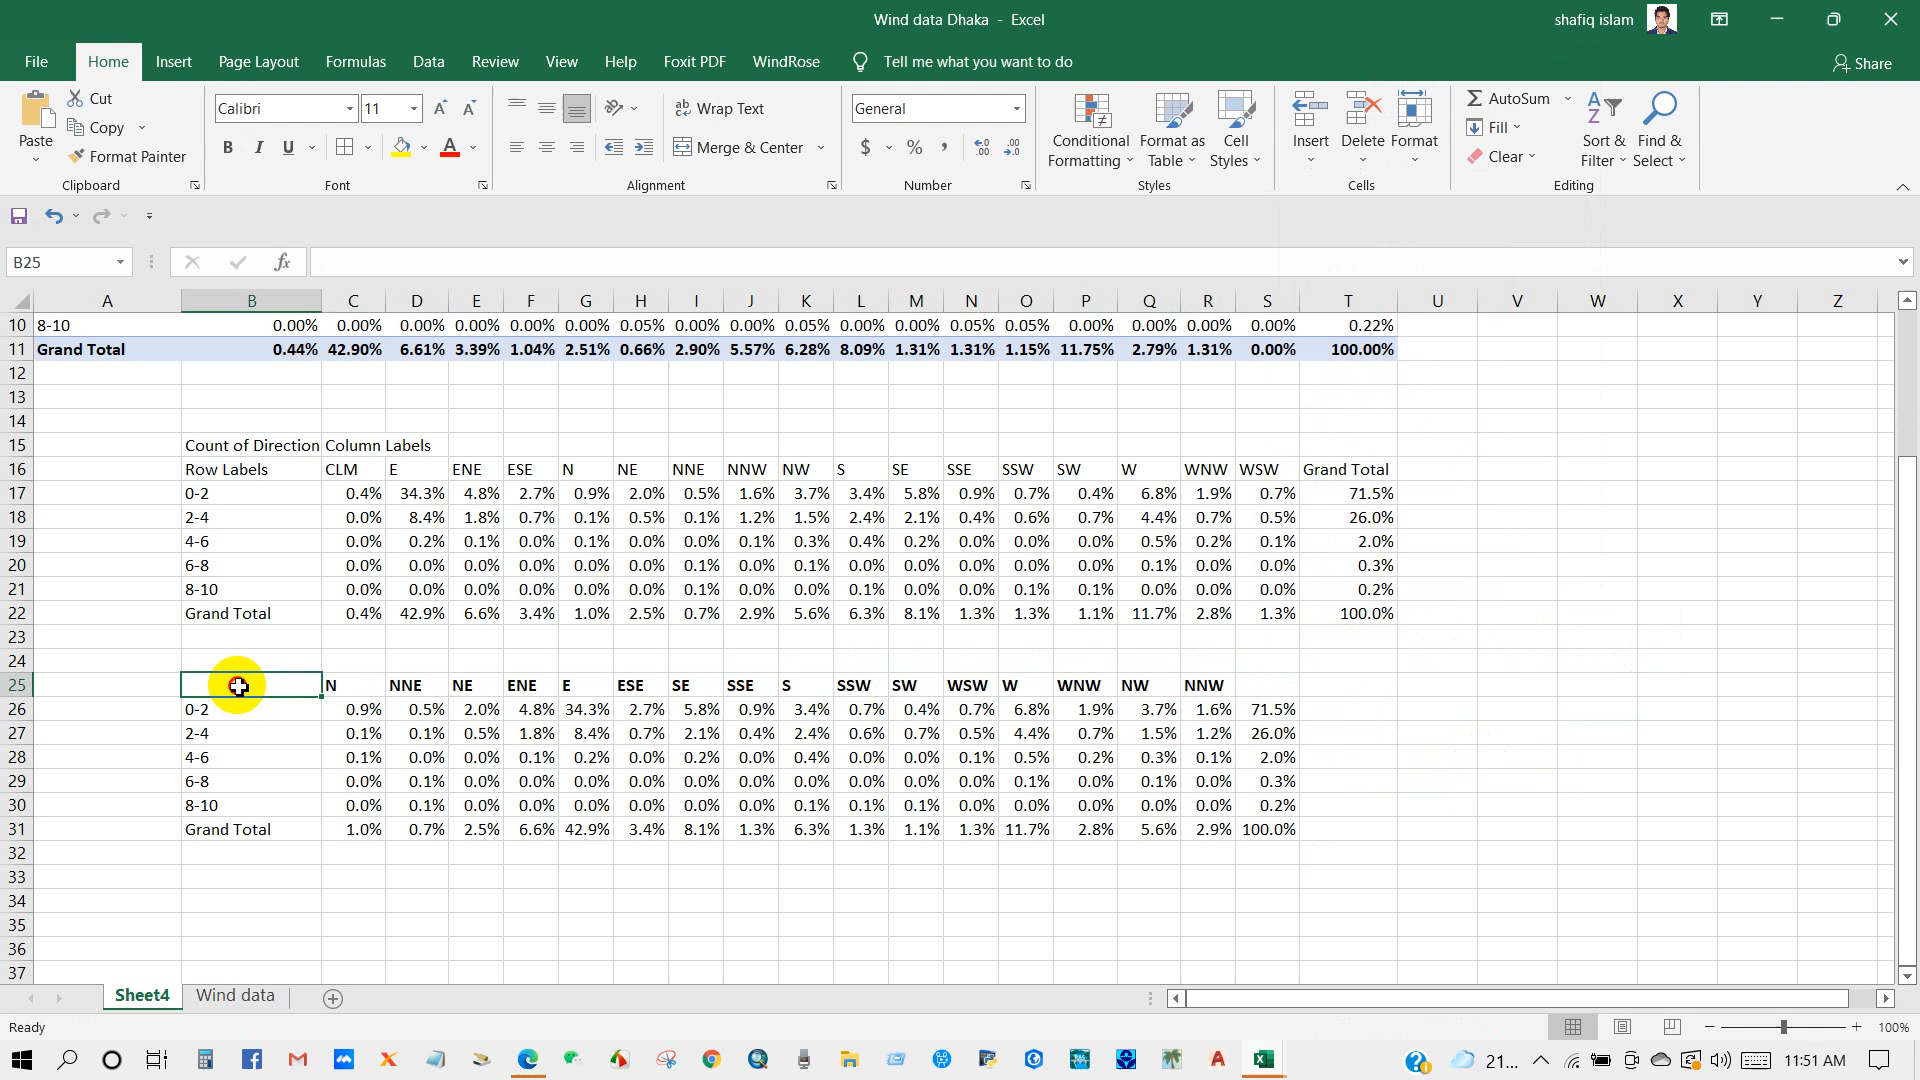 Wind data Dhaka - Excel
shafiq islam
File Home Insert Page Layout Formulas Data Review View Help Foxit PDF WindRose Tell me what you want to do Share
Paste Cut Copy Format Painter Clipboard
Calibri 11 B I U A Font
Wrap Text Merge & Center Alignment
General $ % , Number
Conditional Formatting Format as Table Cell Styles Styles
Insert Delete Format Cells
AutoSum Fill Clear Sort & Filter Find & Select Editing
B25 fx
A B C D E F G H I J K L M N O P Q R S T U V W X Y Z
10 8-10 0.00% 0.00% 0.00% 0.00% 0.00% 0.00% 0.05% 0.00% 0.00% 0.05% 0.00% 0.00% 0.05% 0.05% 0.00% 0.00% 0.00% 0.00% 0.22%
11 Grand Total 0.44% 42.90% 6.61% 3.39% 1.04% 2.51% 0.66% 2.90% 5.57% 6.28% 8.09% 1.31% 1.31% 1.15% 11.75% 2.79% 1.31% 0.00% 100.00%
12
13
14
15 Count of Direction Column Labels
16 Row Labels CLM E ENE ESE N NE NNE NNW NW S SE SSE SSW SW W WNW WSW Grand Total
17 0-2 0.4% 34.3% 4.8% 2.7% 0.9% 2.0% 0.5% 1.6% 3.7% 3.4% 5.8% 0.9% 0.7% 0.4% 6.8% 1.9% 0.7% 71.5%
18 2-4 0.0% 8.4% 1.8% 0.7% 0.1% 0.5% 0.1% 1.2% 1.5% 2.4% 2.1% 0.4% 0.6% 0.7% 4.4% 0.7% 0.5% 26.0%
19 4-6 0.0% 0.2% 0.1% 0.0% 0.1% 0.0% 0.0% 0.1% 0.3% 0.4% 0.2% 0.0% 0.0% 0.0% 0.5% 0.2% 0.1% 2.0%
20 6-8 0.0% 0.0% 0.0% 0.0% 0.0% 0.0% 0.1% 0.0% 0.1% 0.0% 0.0% 0.0% 0.0% 0.0% 0.1% 0.0% 0.0% 0.3%
21 8-10 0.0% 0.0% 0.0% 0.0% 0.0% 0.0% 0.1% 0.0% 0.0% 0.1% 0.0% 0.0% 0.1% 0.1% 0.0% 0.0% 0.0% 0.2%
22 Grand Total 0.4% 42.9% 6.6% 3.4% 1.0% 2.5% 0.7% 2.9% 5.6% 6.3% 8.1% 1.3% 1.3% 1.1% 11.7% 2.8% 1.3% 100.0%
23
24
25 N NNE NE ENE E ESE SE SSE S SSW SW WSW W WNW NW NNW
26 0-2 0.9% 0.5% 2.0% 4.8% 34.3% 2.7% 5.8% 0.9% 3.4% 0.7% 0.4% 0.7% 6.8% 1.9% 3.7% 1.6% 71.5%
27 2-4 0.1% 0.1% 0.5% 1.8% 8.4% 0.7% 2.1% 0.4% 2.4% 0.6% 0.7% 0.5% 4.4% 0.7% 1.5% 1.2% 26.0%
28 4-6 0.1% 0.0% 0.0% 0.1% 0.2% 0.0% 0.2% 0.0% 0.4% 0.0% 0.0% 0.1% 0.5% 0.2% 0.3% 0.1% 2.0%
29 6-8 0.0% 0.1% 0.0% 0.0% 0.0% 0.0% 0.0% 0.0% 0.0% 0.0% 0.0% 0.0% 0.1% 0.0% 0.1% 0.0% 0.3%
30 8-10 0.0% 0.1% 0.0% 0.0% 0.0% 0.0% 0.0% 0.0% 0.1% 0.1% 0.1% 0.0% 0.0% 0.0% 0.0% 0.0% 0.2%
31 Grand Total 1.0% 0.7% 2.5% 6.6% 42.9% 3.4% 8.1% 1.3% 6.3% 1.3% 1.1% 1.3% 11.7% 2.8% 5.6% 2.9% 100.0%
32
33
34
35
36
37
Sheet4 Wind data
Ready 100%
21... 11:51 AM